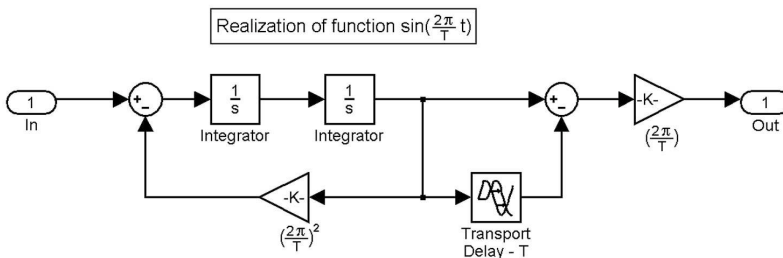 Realization of function sin(2π/T t)
1
In
+
-
1/s
Integrator
1/s
Integrator
+
-
-K-
(2π/T)
1
Out
-K-
(2π/T)²
Transport
Delay - T